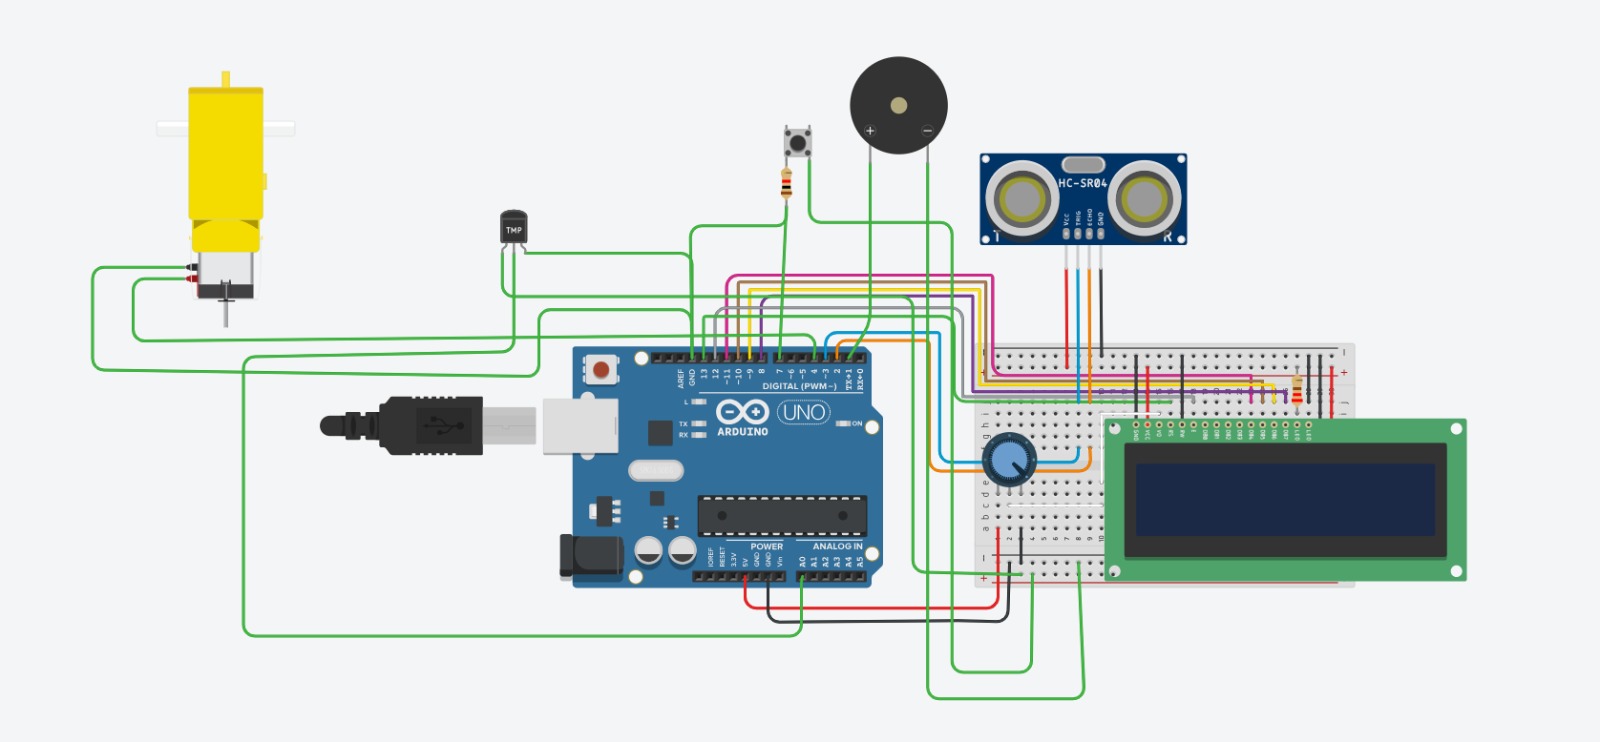 + −
HC-SR04
VCC
TRIG
ECHO
GND
T R
TMP
AREF
GND
13
12
~11
~10
~9
8
7
~6
~5
4
~3
2
TX→1
RX←0
DIGITAL (PWM~)
L
TX
RX
UNO
ARDUINO
ON
POWER
ANALOG IN
IOREF
RESET
3.3V
5V
GND
GND
Vin
A0
A1
A2
A3
A4
A5
GND
VCC